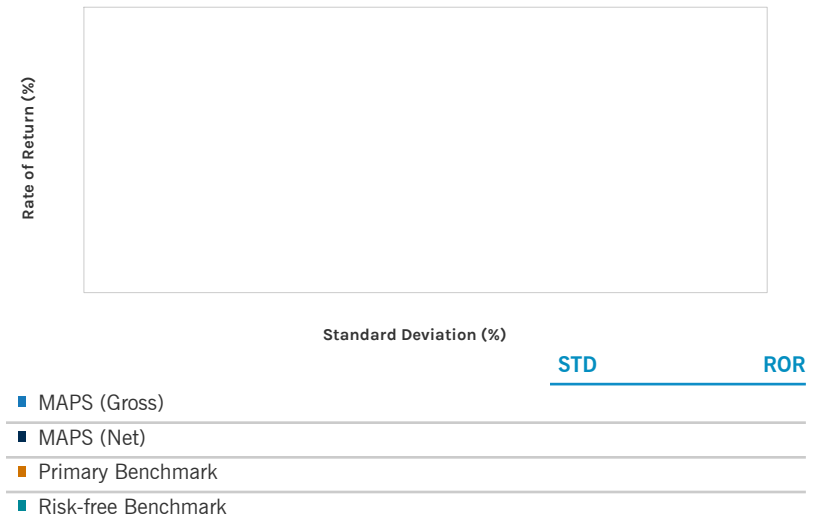 Rate of Return (%)
Standard Deviation (%)
STD ROR
MAPS (Gross)
MAPS (Net)
Primary Benchmark
Risk-free Benchmark